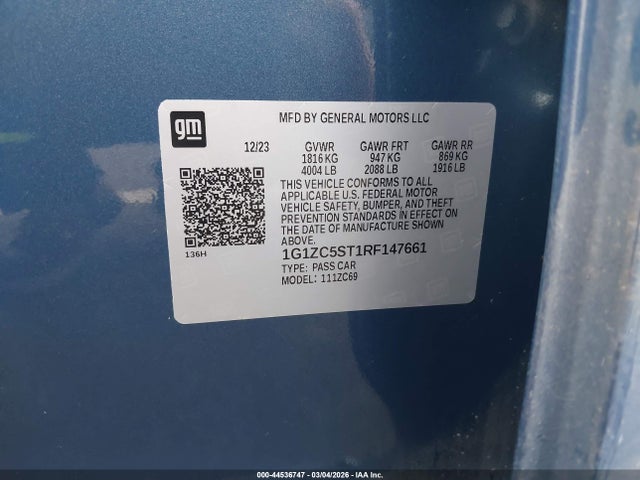 gm
MFD BY GENERAL MOTORS LLC
12/23 GVWR GAWR FRT GAWR RR
1816 KG 947 KG 869 KG
4004 LB 2088 LB 1916 LB
THIS VEHICLE CONFORMS TO ALL
APPLICABLE U.S. FEDERAL MOTOR
VEHICLE SAFETY, BUMPER, AND THEFT
PREVENTION STANDARDS IN EFFECT ON
THE DATE OF MANUFACTURE SHOWN
ABOVE.
136H
1G1ZC5ST1RF147661
TYPE: PASS CAR
MODEL: 111ZC69
000-44536747 - 03/04/2026 - IAA Inc.